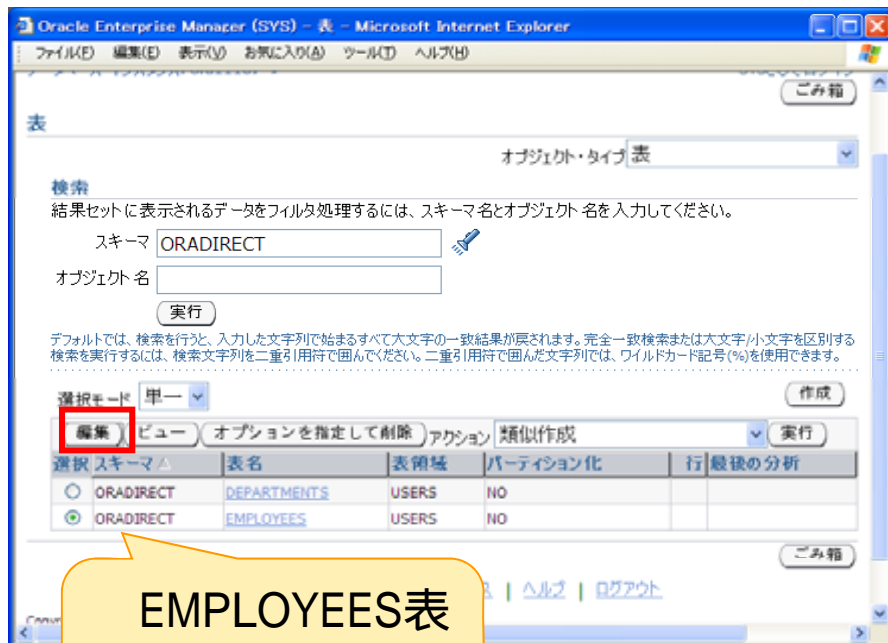 Oracle Enterprise Manager (SYS) - 表 - Microsoft Internet Explorer
ファイル(F) 編集(E) 表示(V) お気に入り(A) ツール(T) ヘルプ(H)
ごみ箱
表
オブジェクト・タイプ 表
検索
結果セットに表示されるデータをフィルタ処理するには、スキーマ名とオブジェクト名を入力してください。
スキーマ ORADIRECT
オブジェクト名
実行
デフォルトでは、検索を行うと、入力した文字列で始まるすべて大文字の一致結果が戻されます。完全一致検索または大文字/小文字を区別する
検索を実行するには、検索文字列を二重引用符で囲んでください。二重引用符で囲んだ文字列では、ワイルドカード記号(%)を使用できます。
選択モード 単一
作成
編集 ビュー オプションを指定して削除 アクション 類似作成 実行
選択 スキーマ 表名 表領域 パーティション化 行 最後の分析
ORADIRECT DEPARTMENTS USERS NO
ORADIRECT EMPLOYEES USERS NO
ごみ箱
| ヘルプ | ログアウト
EMPLOYEES表